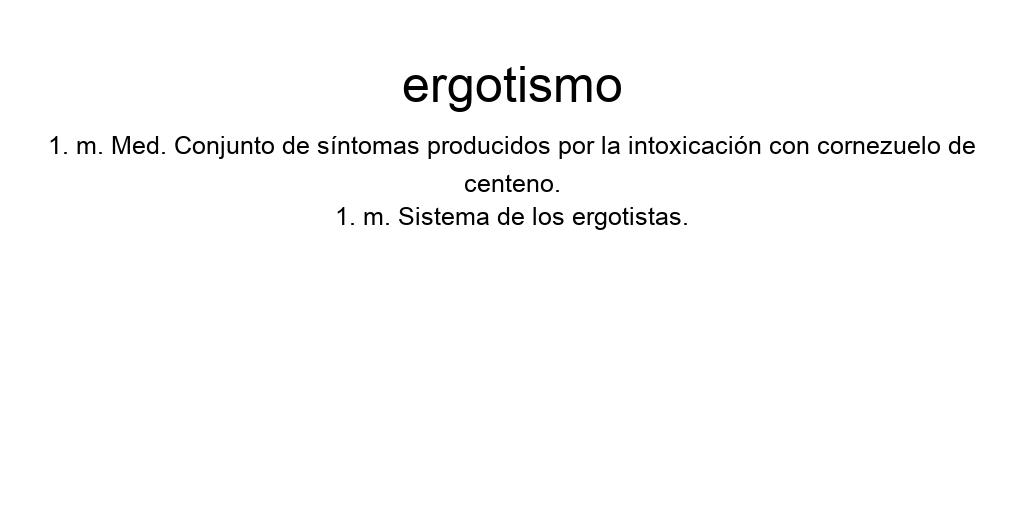 ergotismo
1. m. Med. Conjunto de síntomas producidos por la intoxicación con cornezuelo de
centeno.
1. m. Sistema de los ergotistas.